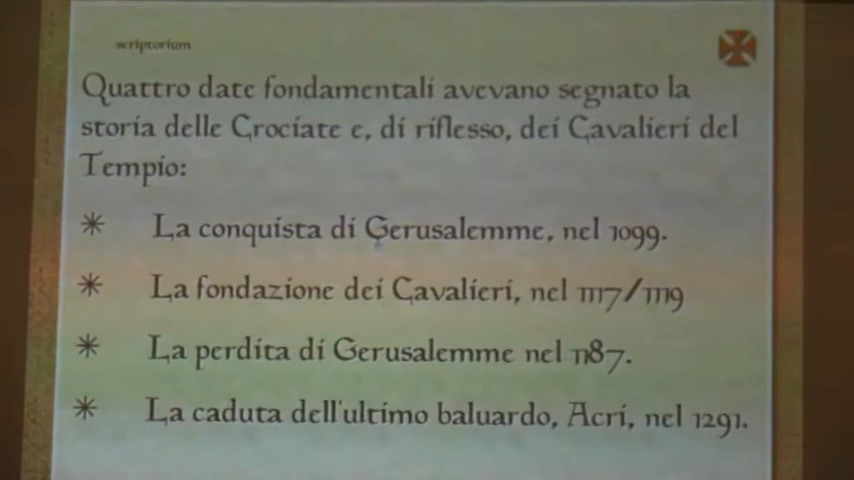 scriptorium
Quattro date fondamentali avevano segnato la
storia delle Crociate e, di riflesso, dei Cavalieri del
Tempio:
* La conquista di Gerusalemme, nel 1099.
* La fondazione dei Cavalieri, nel 1117/1119
* La perdita di Gerusalemme nel 1187.
* La caduta dell'ultimo baluardo, Acri, nel 1291.